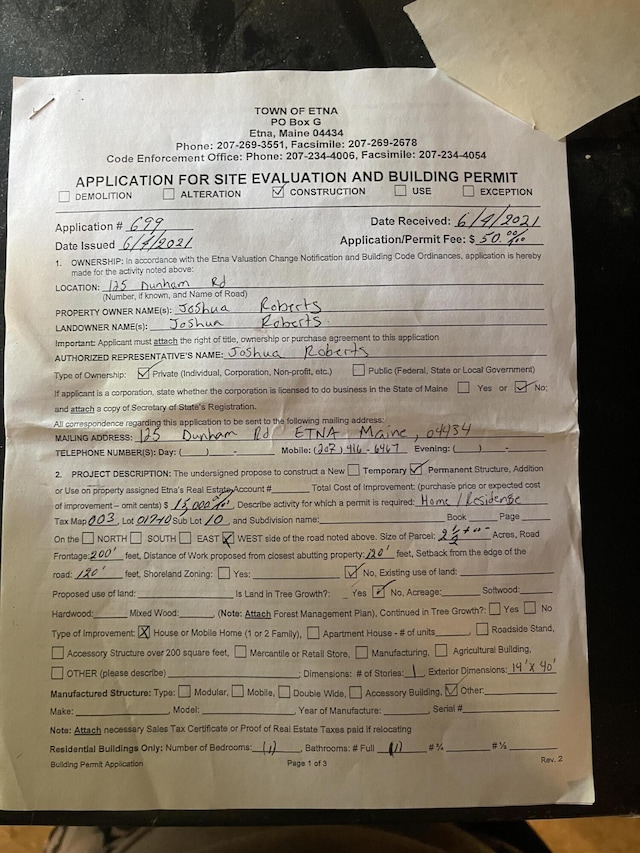 TOWN OF ETNA
PO Box G
Etna, Maine 04434
Phone: 207-269-3551, Facsimile: 207-269-2678
Code Enforcement Office: Phone: 207-234-4006, Facsimile: 207-234-4054
APPLICATION FOR SITE EVALUATION AND BUILDING PERMIT
☐ DEMOLITION ☐ ALTERATION ☑ CONSTRUCTION ☐ USE ☐ EXCEPTION
Application # 699 Date Received: 6/9/2021
Date Issued 6/9/2021 Application/Permit Fee: $ 50.00/100
1. OWNERSHIP: In accordance with the Etna Valuation Change Notification and Building Code Ordinances, application is hereby
made for the activity noted above:
LOCATION: 125 Dunham Rd
(Number, if known, and Name of Road)
PROPERTY OWNER NAME(s): Joshua Roberts
LANDOWNER NAME(s): Joshua Roberts
Important: Applicant must attach the right of title, ownership or purchase agreement to this application
AUTHORIZED REPRESENTATIVE'S NAME: Joshua Roberts
Type of Ownership: ☑ Private (Individual, Corporation, Non-profit, etc.) ☐ Public (Federal, State or Local Government)
If applicant is a corporation, state whether the corporation is licensed to do business in the State of Maine ☐ Yes or ☑ No;
and attach a copy of Secretary of State's Registration.
All correspondence regarding this application to be sent to the following mailing address:
MAILING ADDRESS: 125 Dunham Rd ETNA Maine, 04434
TELEPHONE NUMBER(S): Day: ( ) - Mobile: (207) 416-6467 Evening: ( ) -
2. PROJECT DESCRIPTION: The undersigned propose to construct a New ☐ Temporary ☑ Permanent Structure, Addition
or Use on property assigned Etna's Real Estate Account # Total Cost of Improvement: (purchase price or expected cost
of improvement – omit cents) $ 15,000 Describe activity for which a permit is required: Home / Residense
Tax Map 003, Lot Sub Lot 10, and Subdivision name: Book Page
On the ☐ NORTH ☐ SOUTH ☐ EAST ☒ WEST side of the road noted above. Size of Parcel: 2 1/2 +or- Acres, Road
Frontage: 200' feet, Distance of Work proposed closest abutting property: 120' feet, Setback from the edge of the
road: 120' feet, Shoreland Zoning: ☐ Yes: ☑ No, Existing use of land:
Proposed use of land: Is Land in Tree Growth?: Yes ☑ No, Acreage: Softwood:
Hardwood: Mixed Wood: (Note: Attach Forest Management Plan), Continued in Tree Growth?: ☐ Yes ☐ No
Type of Improvement: ☒ House or Mobile Home (1 or 2 Family), ☐ Apartment House - # of units ☐ Roadside Stand,
☐ Accessory Structure over 200 square feet, ☐ Mercantile or Retail Store, ☐ Manufacturing, ☐ Agricultural Building,
☐ OTHER (please describe) Dimensions: # of Stories: 1 Exterior Dimensions: 14' x 40'
Manufactured Structure: Type: ☐ Modular, ☐ Mobile, ☐ Double Wide, ☐ Accessory Building, ☑ Other:
Make: Model: Year of Manufacture: Serial #
Note: Attach necessary Sales Tax Certificate or Proof of Real Estate Taxes paid if relocating
Residential Buildings Only: Number of Bedrooms: (1) Bathrooms: # Full (1) # ¾ # ½
Building Permit Application Page 1 of 3 Rev. 2